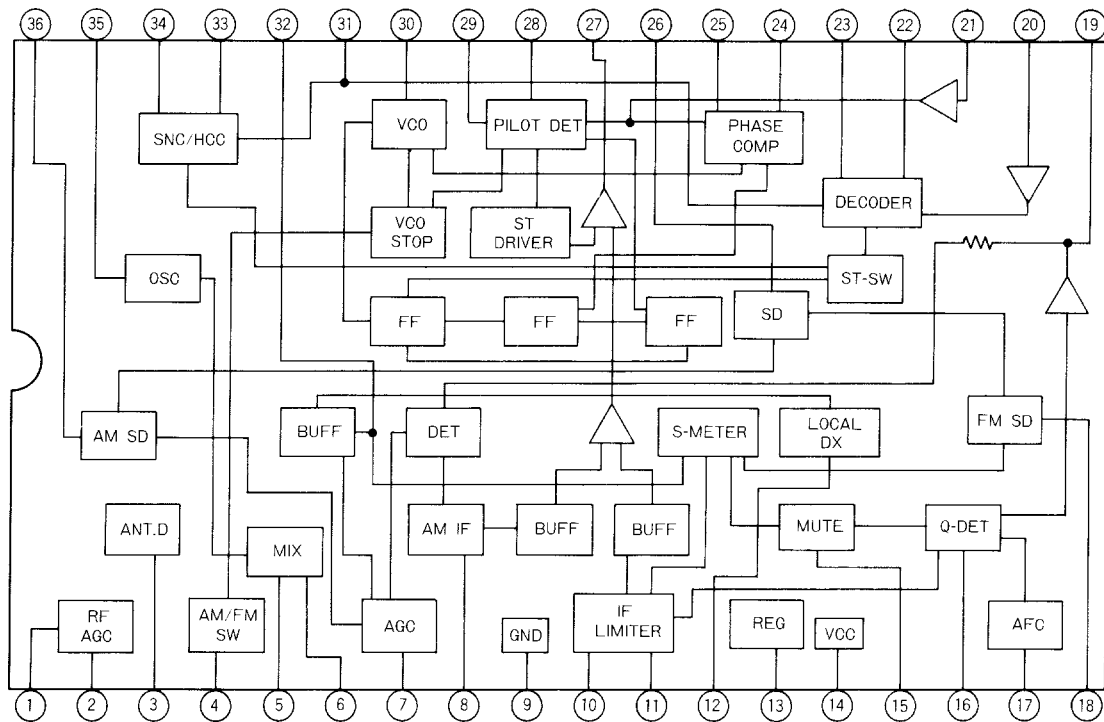 36 35 34 33 32 31 30 29 28 27 26 25 24 23 22 21 20 19
SNC/HCC
VCO
PILOT DET
PHASE
COMP
DECODER
VCO
STOP
ST
DRIVER
OSC
ST-SW
FF
FF
FF
SD
AM SD
BUFF
DET
S-METER
LOCAL
DX
FM SD
ANT.D
MIX
AM IF
BUFF
BUFF
MUTE
Q-DET
RF
AGC
AM/FM
SW
AGC
GND
IF
LIMITER
REG
VCC
AFC
1 2 3 4 5 6 7 8 9 10 11 12 13 14 15 16 17 18